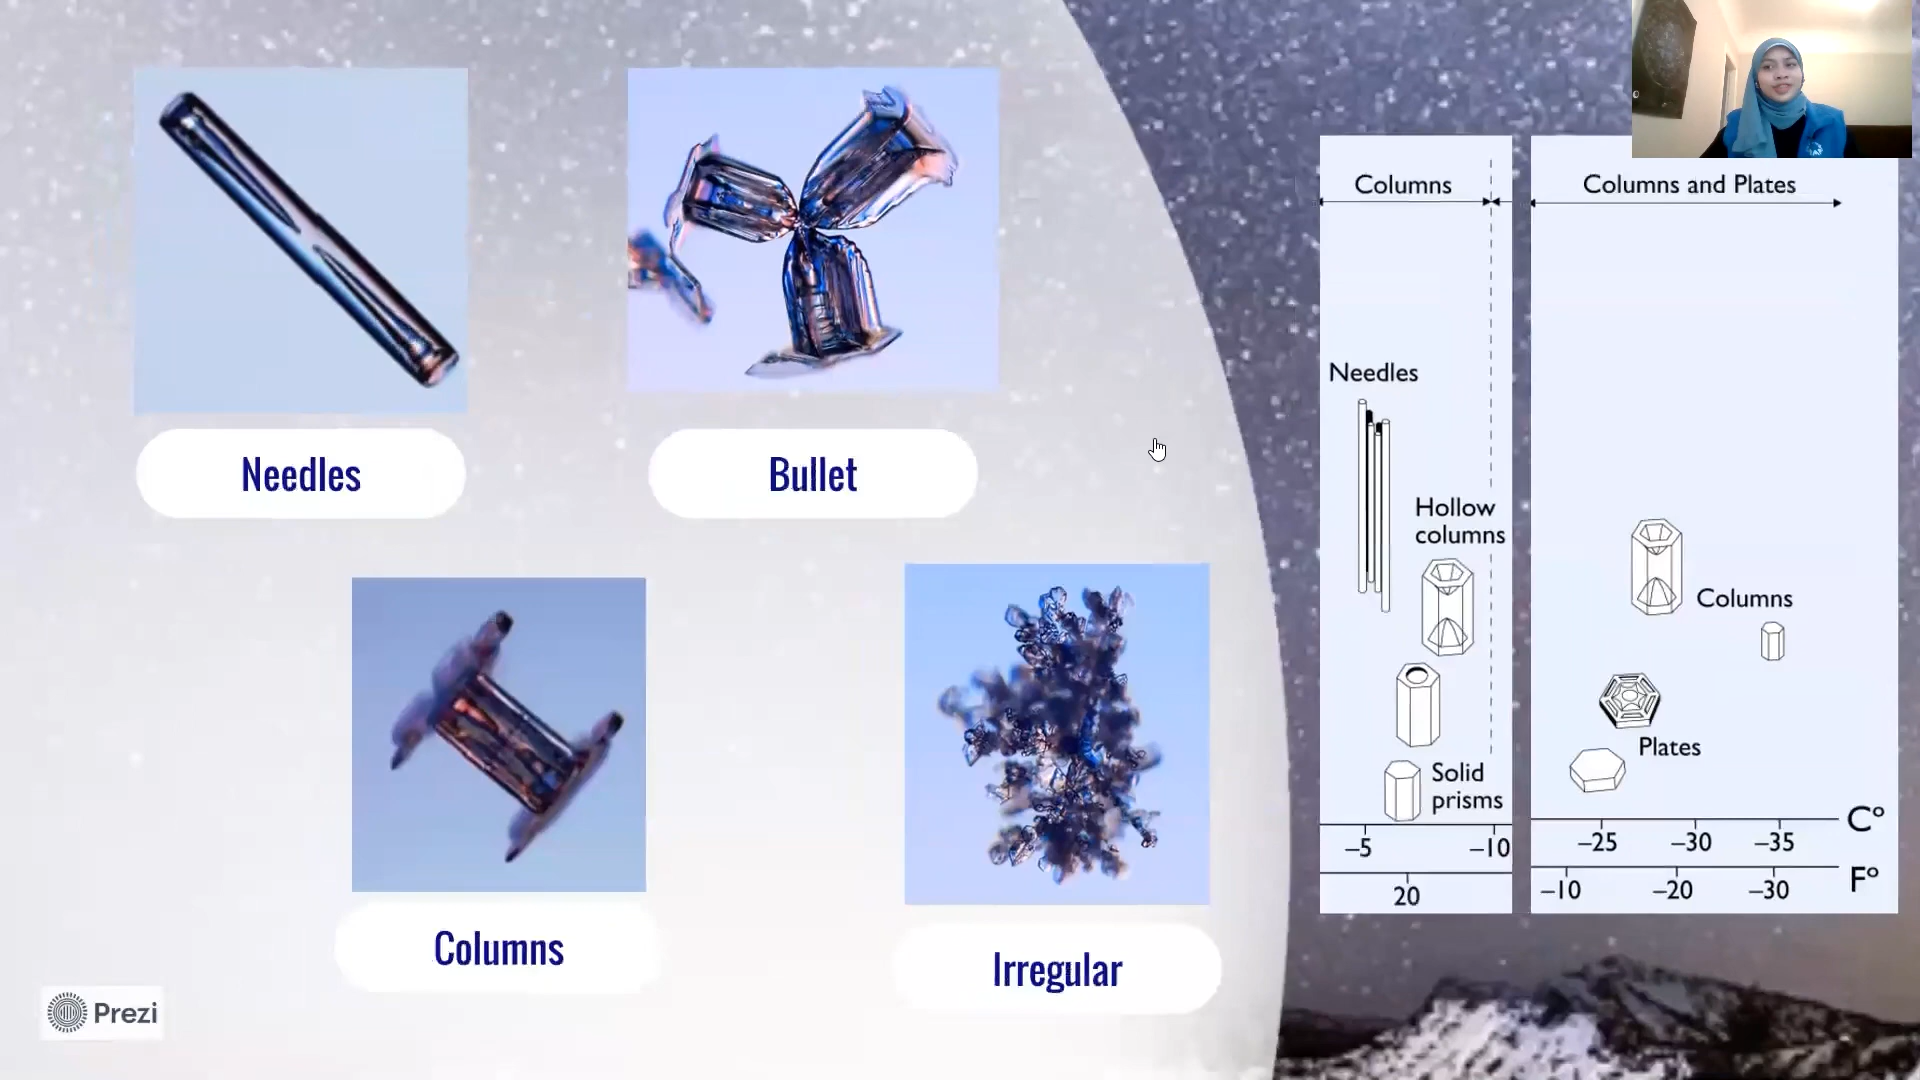 Needles
Bullet
Columns
Irregular
Prezi
Columns
Needles
Hollow
columns
Solid
prisms
–5 –10
20
Columns and Plates
Columns
Plates
–25 –30 –35 C°
–10 –20 –30 F°